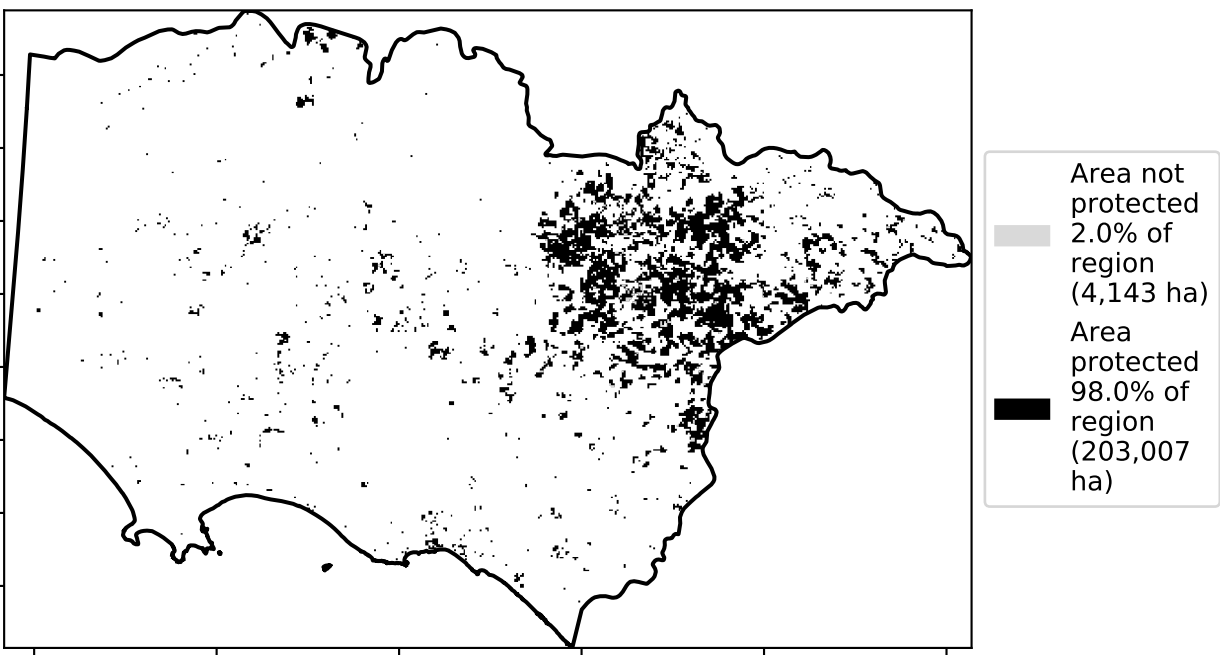 Area not
protected
2.0% of
region
(4,143 ha)
Area
protected
98.0% of
region
(203,007
ha)